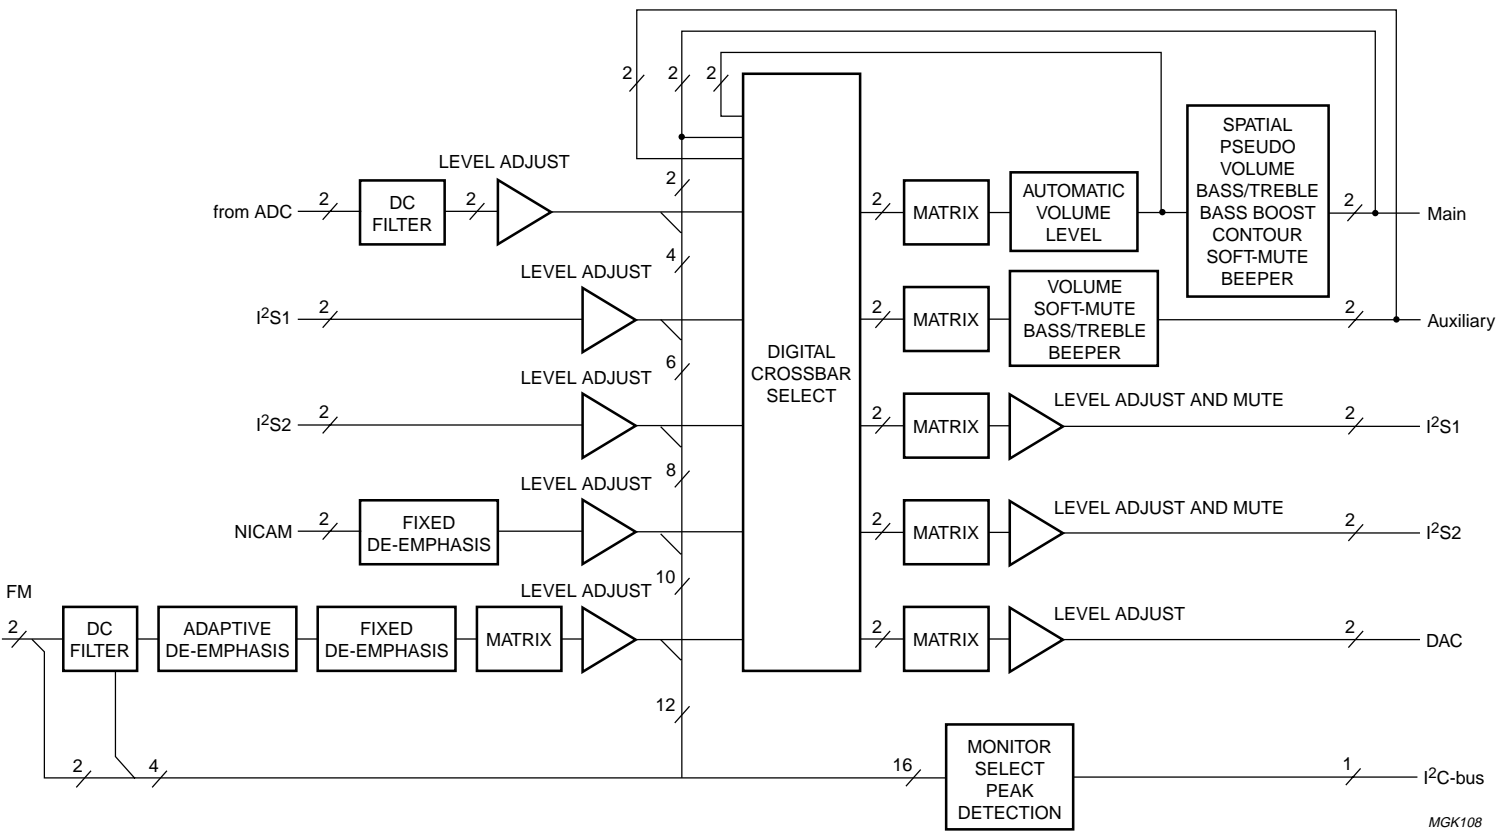 2
2
2
LEVEL ADJUST
from ADC
2
DC
FILTER
2
2
4
LEVEL ADJUST
I²S1
2
6
LEVEL ADJUST
I²S2
2
8
LEVEL ADJUST
NICAM
2
FIXED
DE-EMPHASIS
10
LEVEL ADJUST
FM
2
DC
FILTER
ADAPTIVE
DE-EMPHASIS
FIXED
DE-EMPHASIS
MATRIX
12
2
4
DIGITAL
CROSSBAR
SELECT
2
MATRIX
AUTOMATIC
VOLUME
LEVEL
SPATIAL
PSEUDO
VOLUME
BASS/TREBLE
BASS BOOST
CONTOUR
SOFT-MUTE
BEEPER
2
Main
2
MATRIX
VOLUME
SOFT-MUTE
BASS/TREBLE
BEEPER
2
Auxiliary
2
MATRIX
LEVEL ADJUST AND MUTE
2
I²S1
2
MATRIX
LEVEL ADJUST AND MUTE
2
I²S2
2
MATRIX
LEVEL ADJUST
2
DAC
16
MONITOR
SELECT
PEAK
DETECTION
1
I²C-bus
MGK108